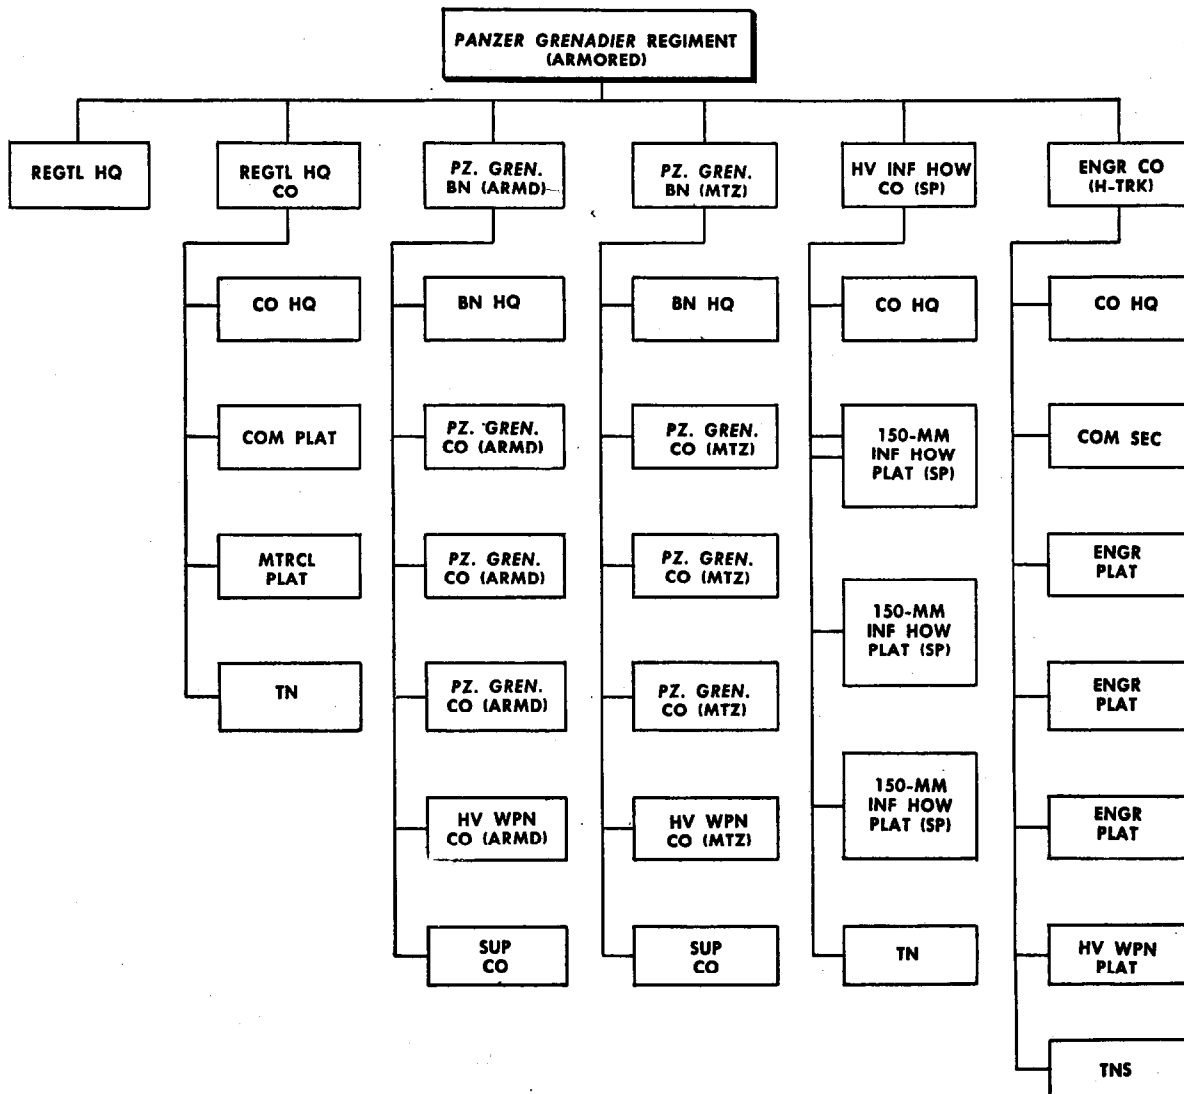 PANZER GRENADIER REGIMENT
(ARMORED)
REGTL HQ
REGTL HQ
CO
PZ. GREN.
BN (ARMD)
PZ. GREN.
BN (MTZ)
HV INF HOW
CO (SP)
ENGR CO
(H-TRK)
CO HQ
COM PLAT
MTRCL
PLAT
TN
BN HQ
PZ. GREN.
CO (ARMD)
PZ. GREN.
CO (ARMD)
PZ. GREN.
CO (ARMD)
HV WPN
CO (ARMD)
SUP
CO
BN HQ
PZ. GREN.
CO (MTZ)
PZ. GREN.
CO (MTZ)
PZ. GREN.
CO (MTZ)
HV WPN
CO (MTZ)
SUP
CO
CO HQ
150-MM
INF HOW
PLAT (SP)
150-MM
INF HOW
PLAT (SP)
150-MM
INF HOW
PLAT (SP)
TN
CO HQ
COM SEC
ENGR
PLAT
ENGR
PLAT
ENGR
PLAT
HV WPN
PLAT
TNS